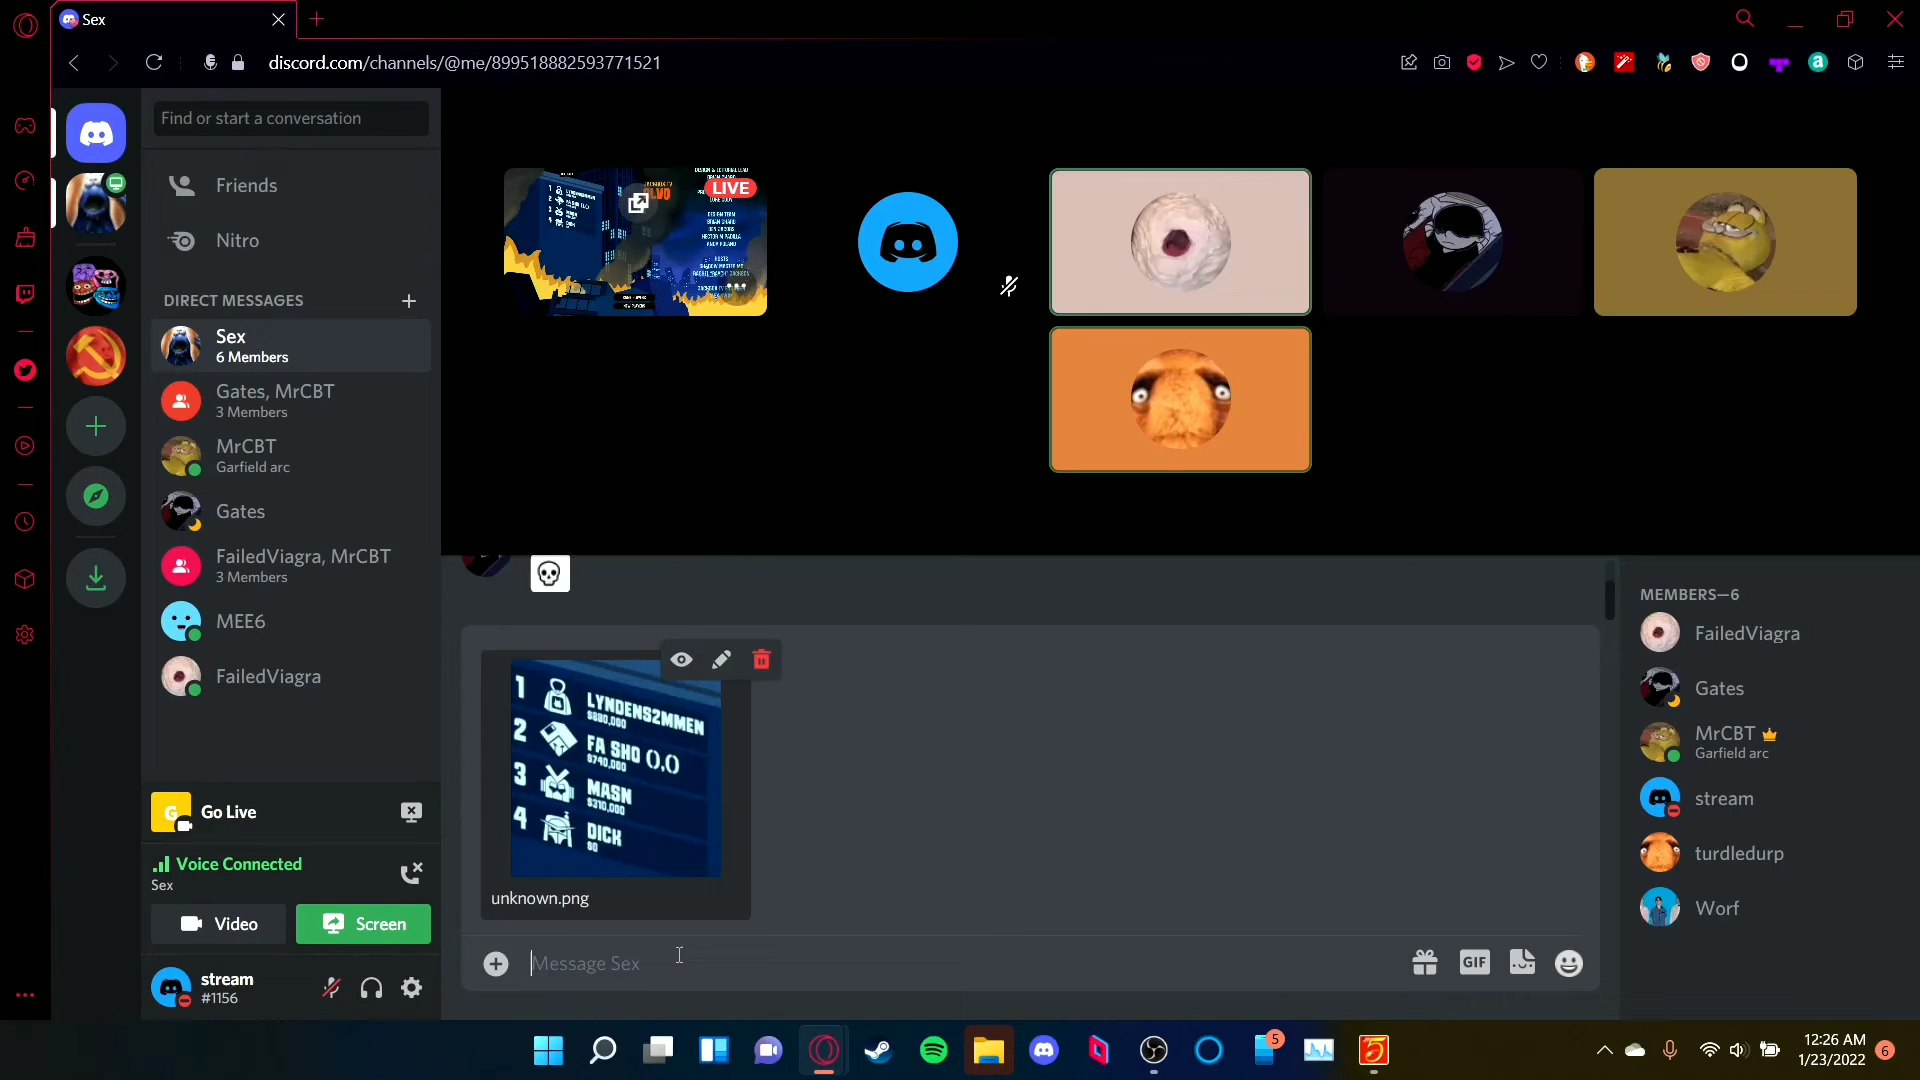 Sex
discord.com/channels/@me/899518882593771521
Find or start a conversation
Friends
Nitro
DIRECT MESSAGES
Sex
6 Members
Gates, MrCBT
3 Members
MrCBT
Garfield arc
Gates
FailedViagra, MrCBT
3 Members
MEE6
FailedViagra
G
Go Live
Voice Connected
Sex
Video
Screen
stream
#1156
LIVE
1 LYNDENS2MMEN
$880,000
2 FA SHO 0,0
$740,000
3 MASN
$310,000
4 DICK
$0
unknown.png
Message Sex
GIF
MEMBERS—6
FailedViagra
Gates
MrCBT
Garfield arc
stream
turdledurp
Worf
5
12:26 AM
1/23/2022
6